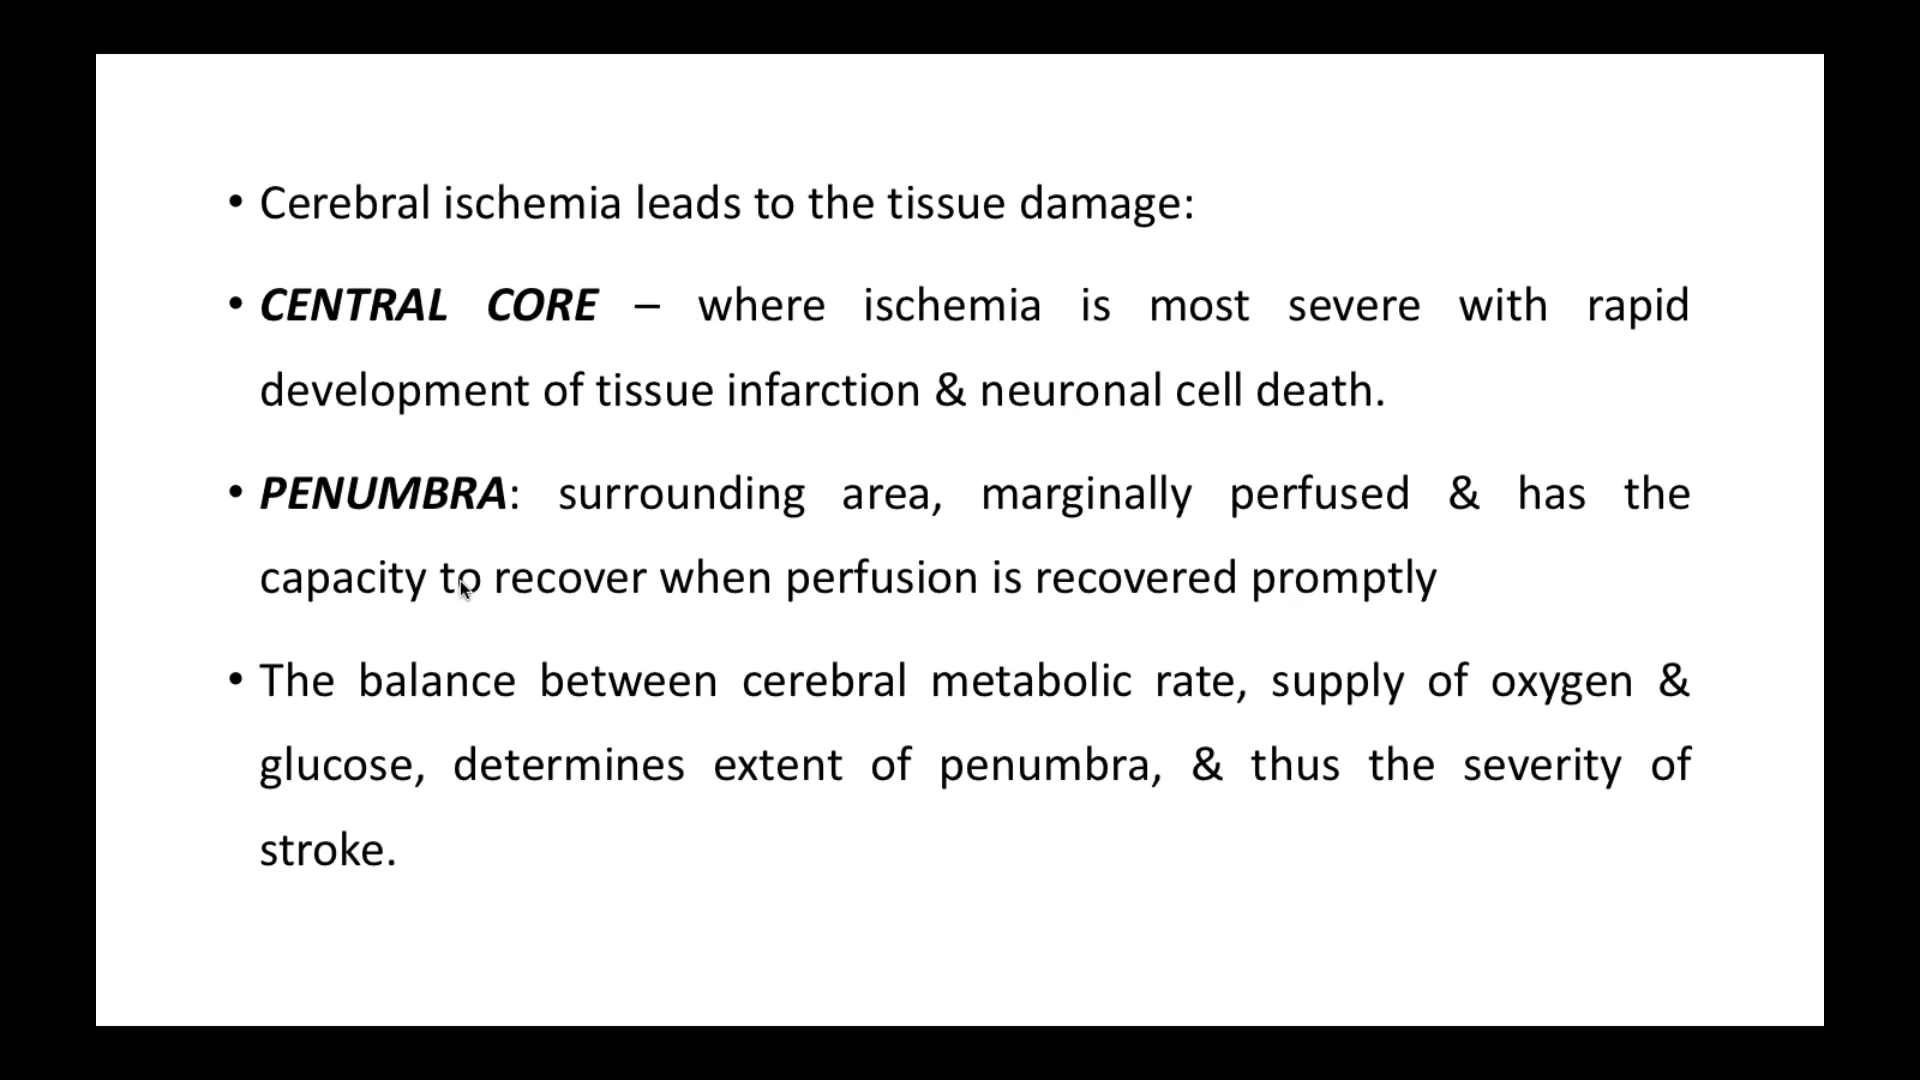 • Cerebral ischemia leads to the tissue damage:
• CENTRAL CORE – where ischemia is most severe with rapid
development of tissue infarction & neuronal cell death.
• PENUMBRA: surrounding area, marginally perfused & has the
capacity to recover when perfusion is recovered promptly
• The balance between cerebral metabolic rate, supply of oxygen &
glucose, determines extent of penumbra, & thus the severity of
stroke.